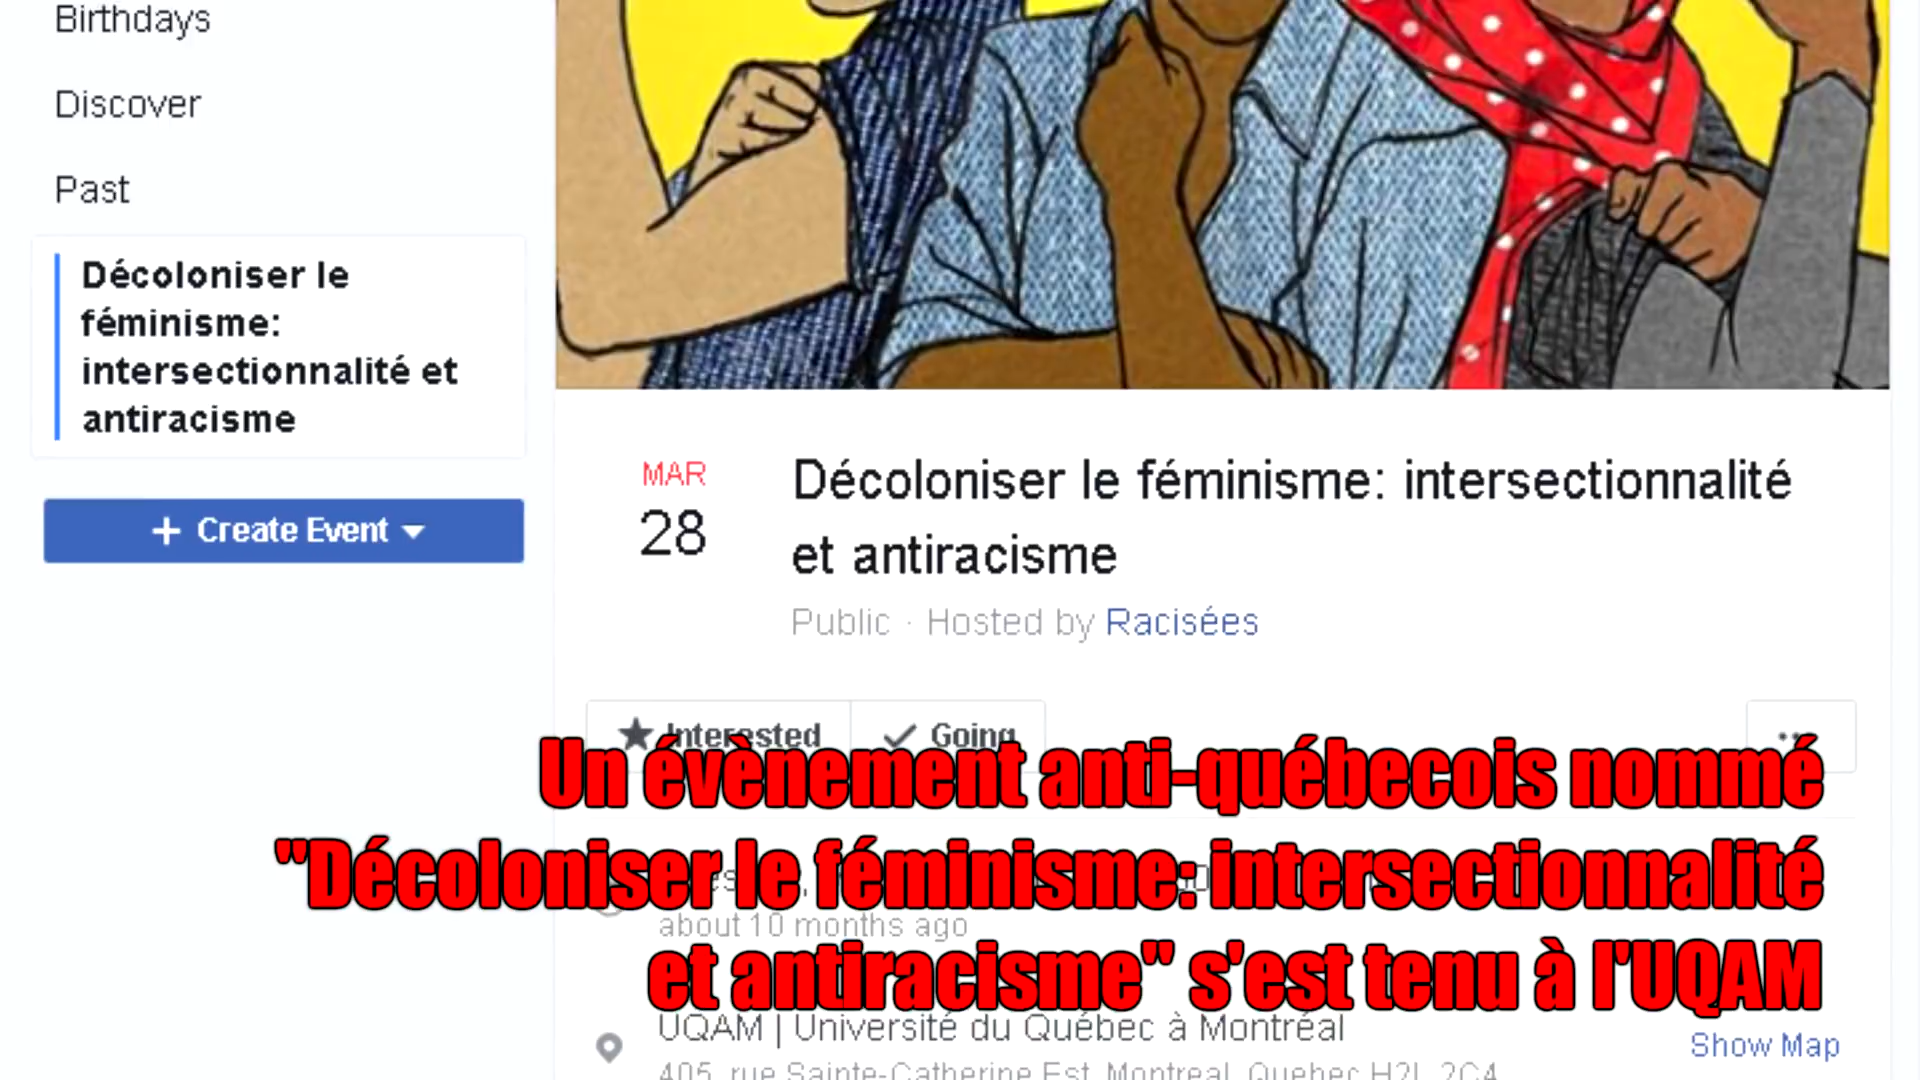 Birthdays
Discover
Past
Décoloniser le
féminisme:
intersectionnalité et
antiracisme
+ Create Event
MAR
28
Décoloniser le féminisme: intersectionnalité
et antiracisme
Public · Hosted by Racisées
Interested
Going
...
Un évènement anti-québecois nommé
"Décoloniser le féminisme: intersectionnalité
et antiracisme" s'est tenu à l'UQAM
about 10 months ago
UQAM | Université du Québec à Montréal
Show Map
405, rue Sainte-Catherine Est, Montreal, Quebec H2L 2C4